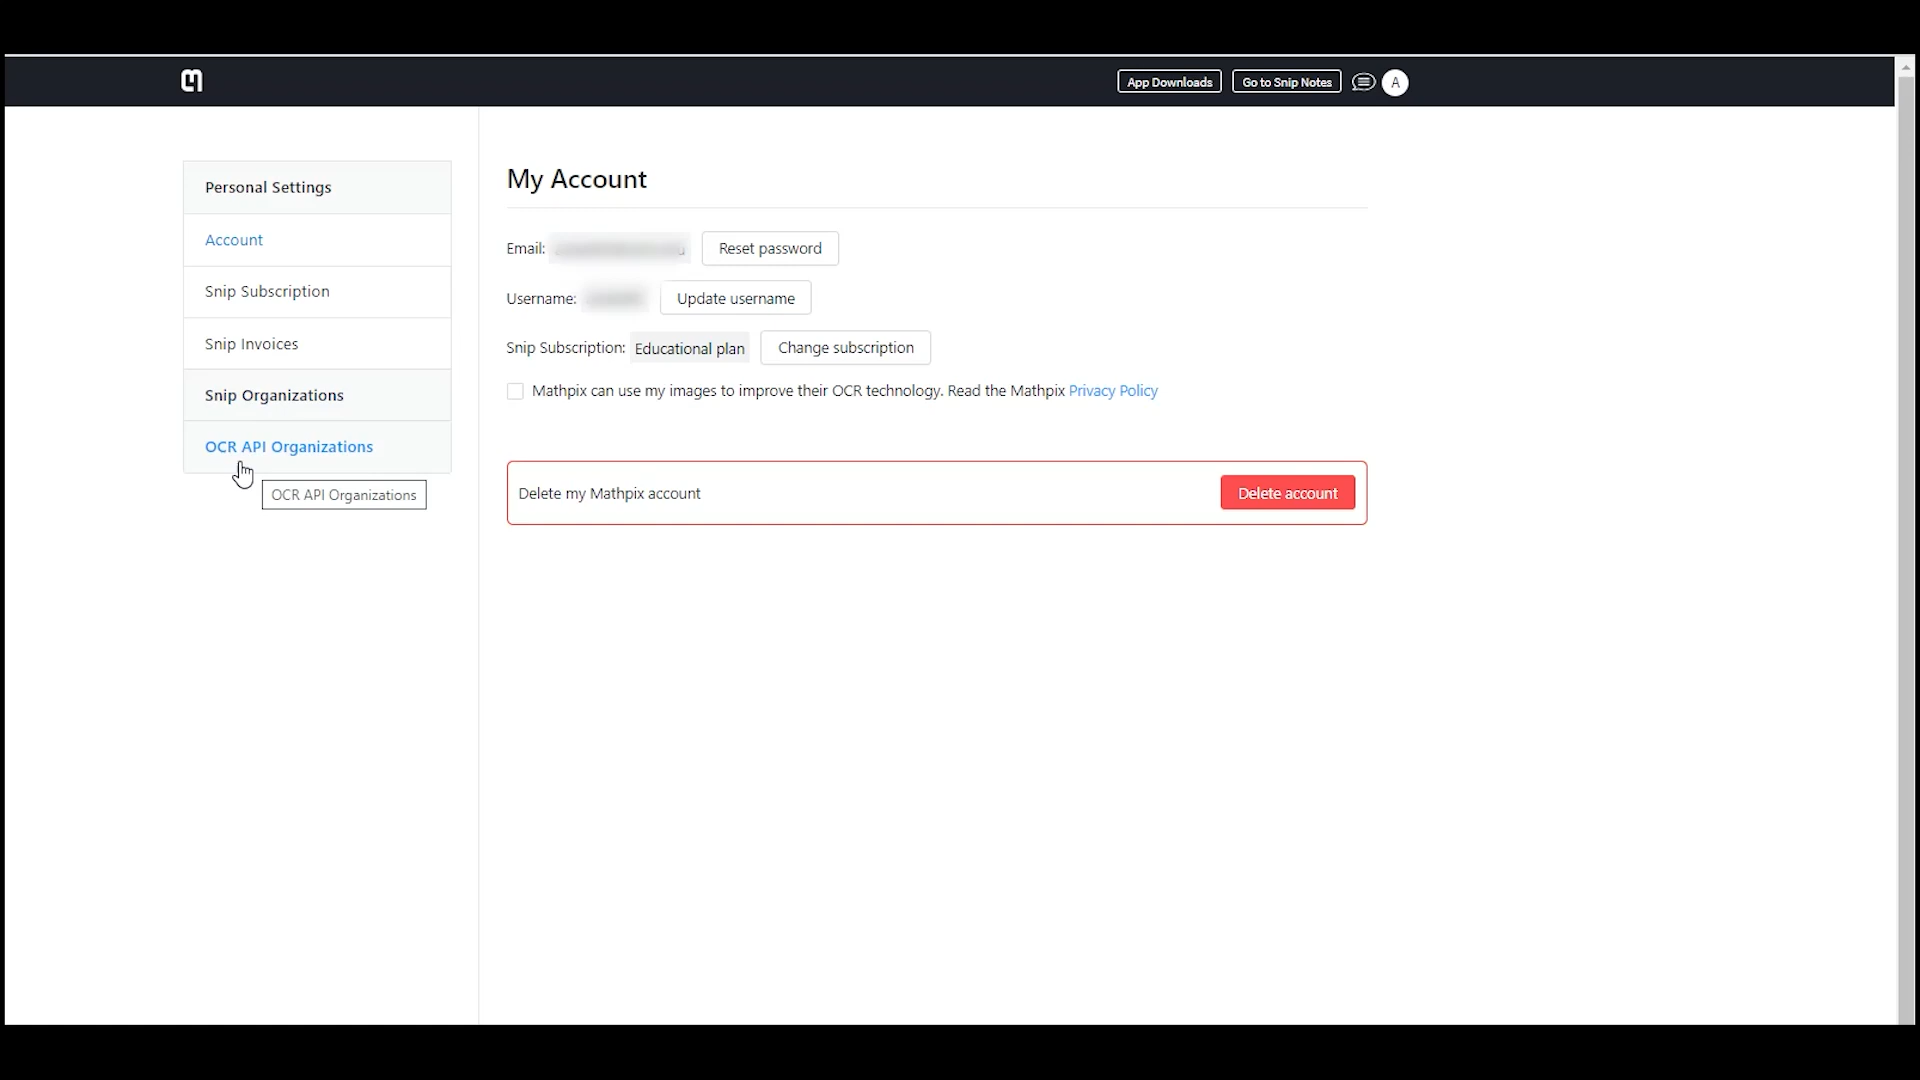 App Downloads
Go to Snip Notes
A
Personal Settings
Account
Snip Subscription
Snip Invoices
Snip Organizations
OCR API Organizations
OCR API Organizations
My Account
Email:
Reset password
Username:
Update username
Snip Subscription: Educational plan
Change subscription
Mathpix can use my images to improve their OCR technology. Read the Mathpix Privacy Policy
Delete my Mathpix account
Delete account